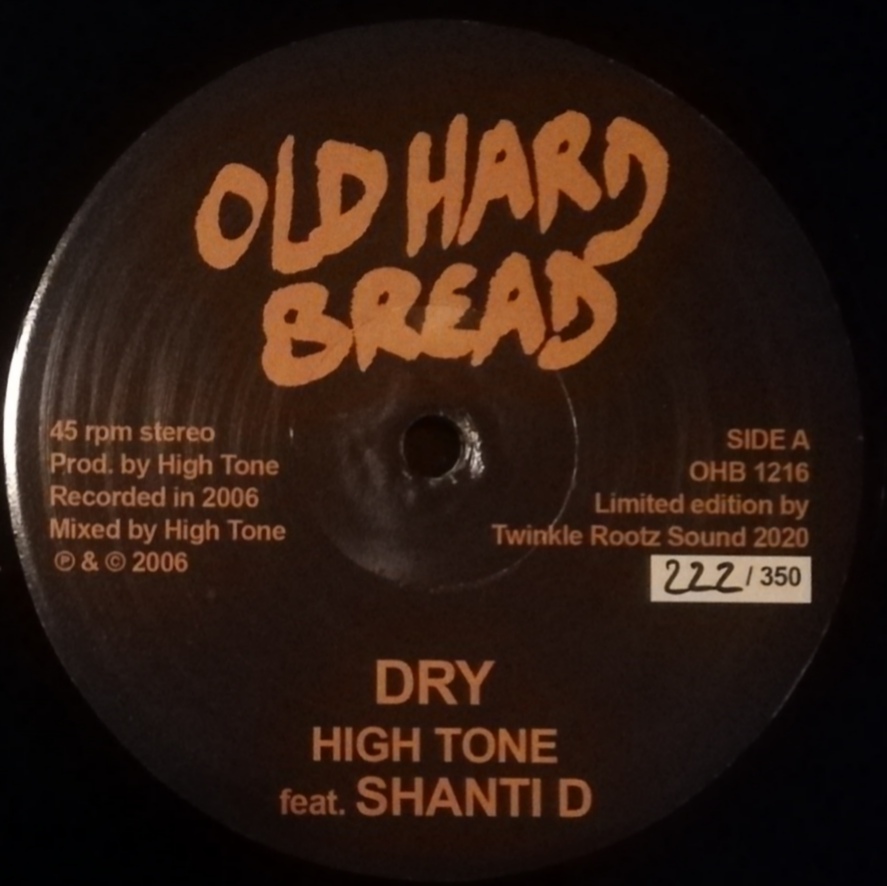 OLD HARD
BREAD
45 rpm stereo
Prod. by High Tone
Recorded in 2006
Mixed by High Tone
℗ & © 2006
SIDE A
OHB 1216
Limited edition by
Twinkle Rootz Sound 2020
222 / 350
DRY
HIGH TONE
feat. SHANTI D